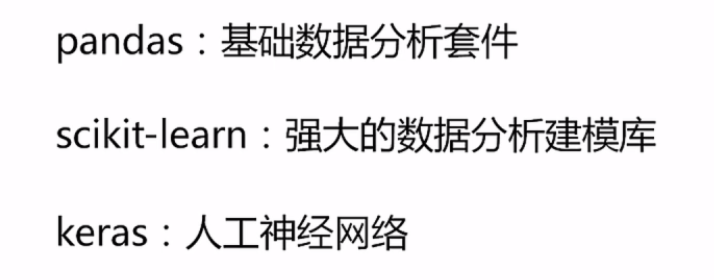 pandas：基础数据分析套件
scikit-learn：强大的数据分析建模库
keras：人工神经网络